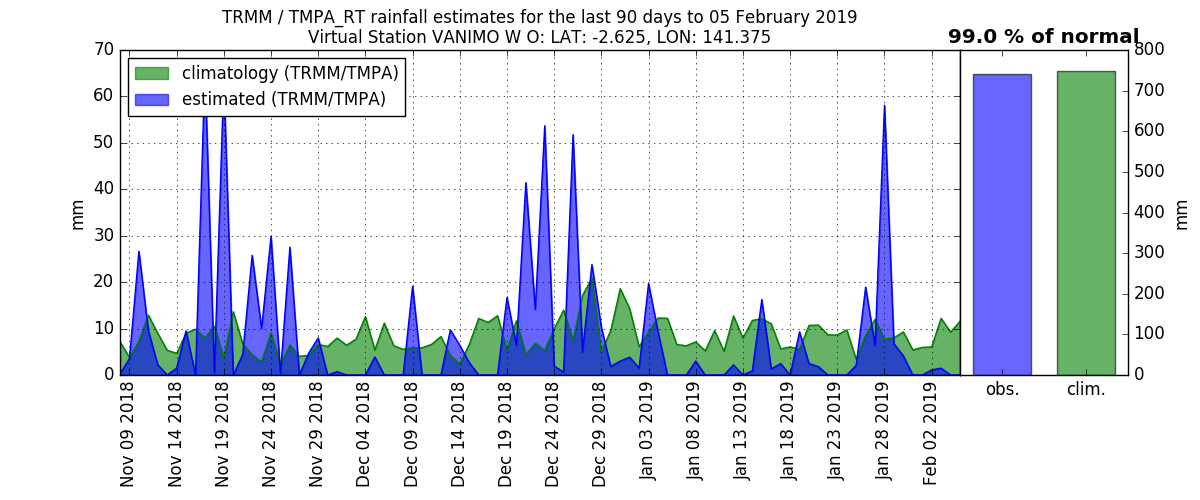 TRMM / TMPA_RT rainfall estimates for the last 90 days to 05 February 2019
Virtual Station VANIMO W O: LAT: -2.625, LON: 141.375
99.0 % of normal
climatology (TRMM/TMPA)
estimated (TRMM/TMPA)
70
60
50
40
30
20
10
0
mm
Nov 09 2018
Nov 14 2018
Nov 19 2018
Nov 24 2018
Nov 29 2018
Dec 04 2018
Dec 09 2018
Dec 14 2018
Dec 19 2018
Dec 24 2018
Dec 29 2018
Jan 03 2019
Jan 08 2019
Jan 13 2019
Jan 18 2019
Jan 23 2019
Jan 28 2019
Feb 02 2019
800
700
600
500
400
300
200
100
0
mm
obs.
clim.